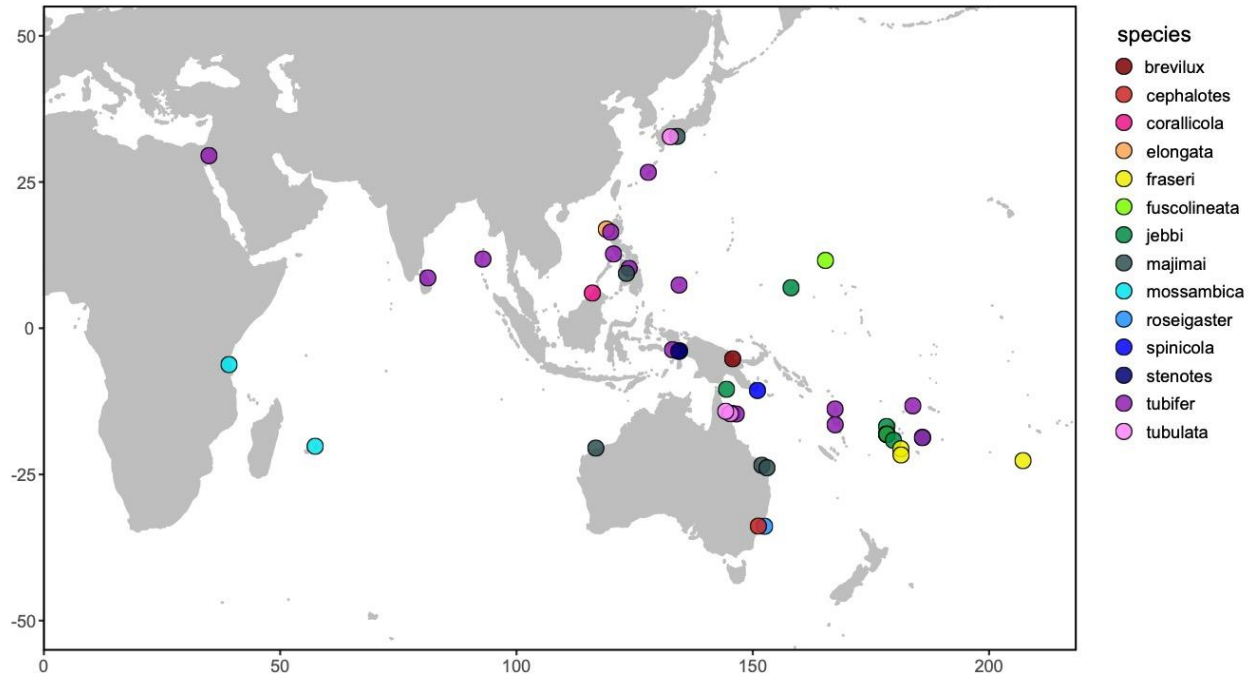 species
brevilux
cephalotes
corallicola
elongata
fraseri
fuscolineata
jebbi
majimai
mossambica
roseigaster
spinicola
stenotes
tubifer
tubulata
50
25
0
-25
-50
0
50
100
150
200